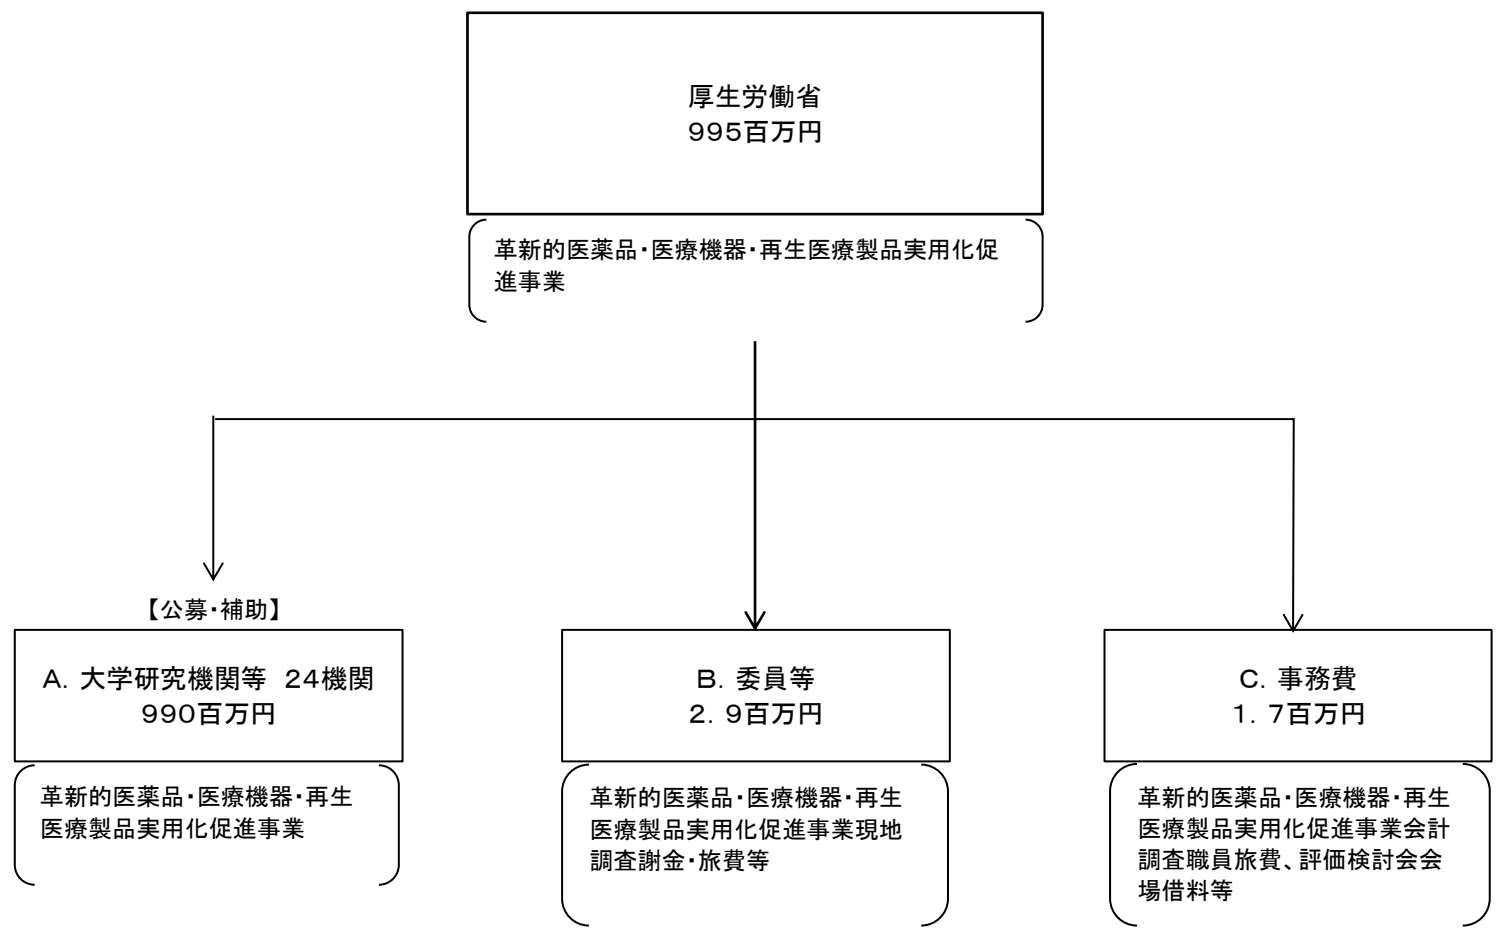 厚生労働省
995百万円
革新的医薬品・医療機器・再生医療製品実用化促
進事業
【公募・補助】
A．大学研究機関等　24機関
990百万円
革新的医薬品・医療機器・再生
医療製品実用化促進事業
B．委員等
2．9百万円
革新的医薬品・医療機器・再生
医療製品実用化促進事業現地
調査謝金・旅費等
C．事務費
1．7百万円
革新的医薬品・医療機器・再生
医療製品実用化促進事業会計
調査職員旅費、評価検討会会
場借料等